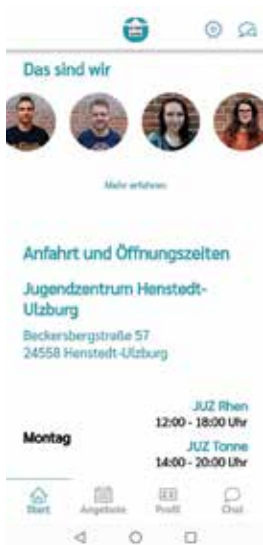 Das sind wir
Mehr erfahren
Anfahrt und Öffnungszeiten
Jugendzentrum Henstedt-
Ulzburg
Beckersbergstraße 57
24558 Henstedt-Ulzburg
JUZ Rhen
12:00 - 18:00 Uhr
Montag
JUZ Tonne
14:00 - 20:00 Uhr
Start Angebote Profil Chat